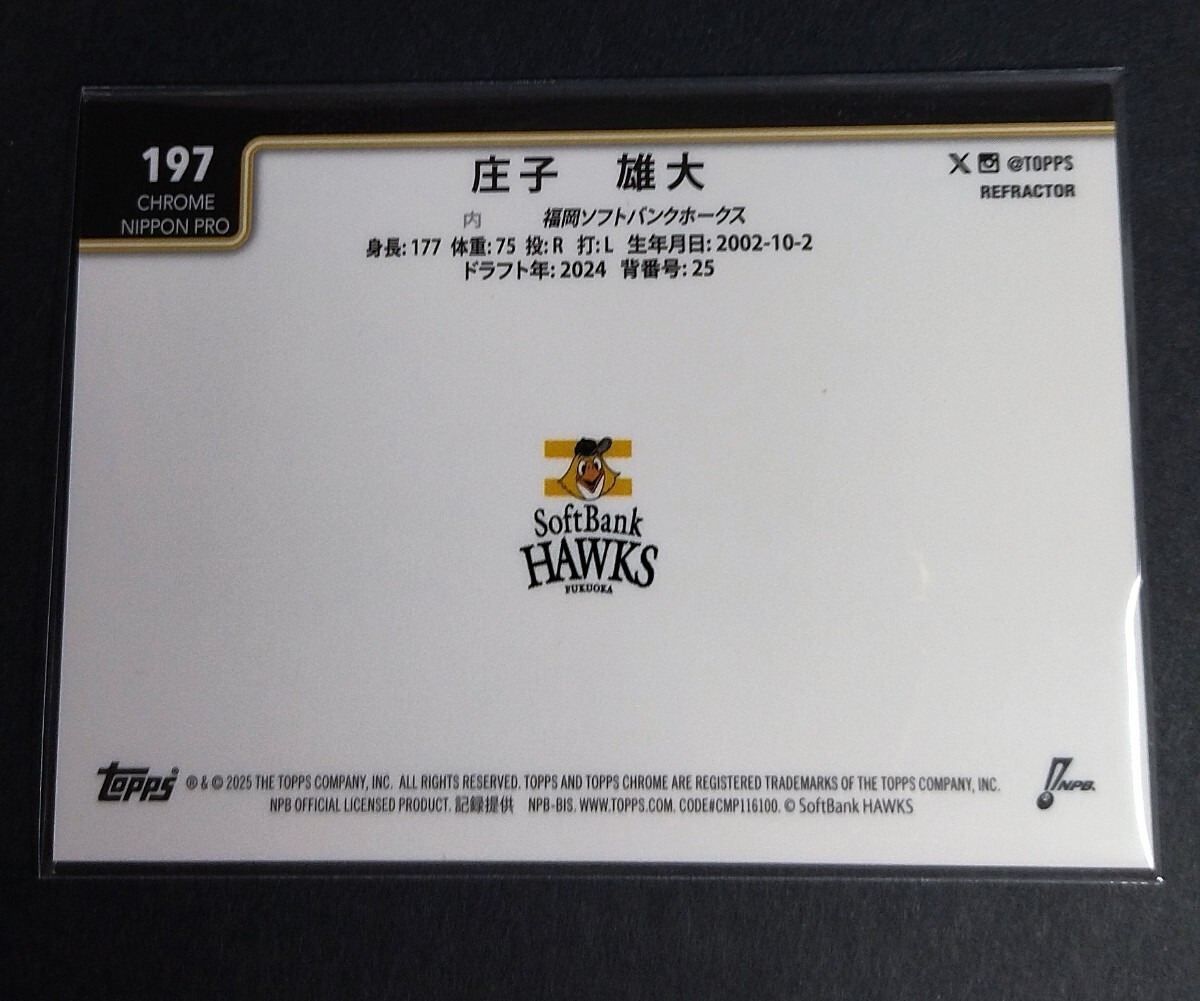 197
CHROME
NIPPON PRO
庄子 雄大
X @TOPPS
REFRACTOR
内 福岡ソフトバンクホークス
身長: 177 体重: 75 投: R 打: L 生年月日: 2002-10-2
ドラフト年: 2024 背番号: 25
SoftBank
HAWKS
FUKUOKA
topps® ® & © 2025 THE TOPPS COMPANY, INC. ALL RIGHTS RESERVED. TOPPS AND TOPPS CHROME ARE REGISTERED TRADEMARKS OF THE TOPPS COMPANY, INC.
NPB OFFICIAL LICENSED PRODUCT. 記録提供 NPB-BIS. WWW.TOPPS.COM. CODE#CMP116100. © SoftBank HAWKS
NPB.